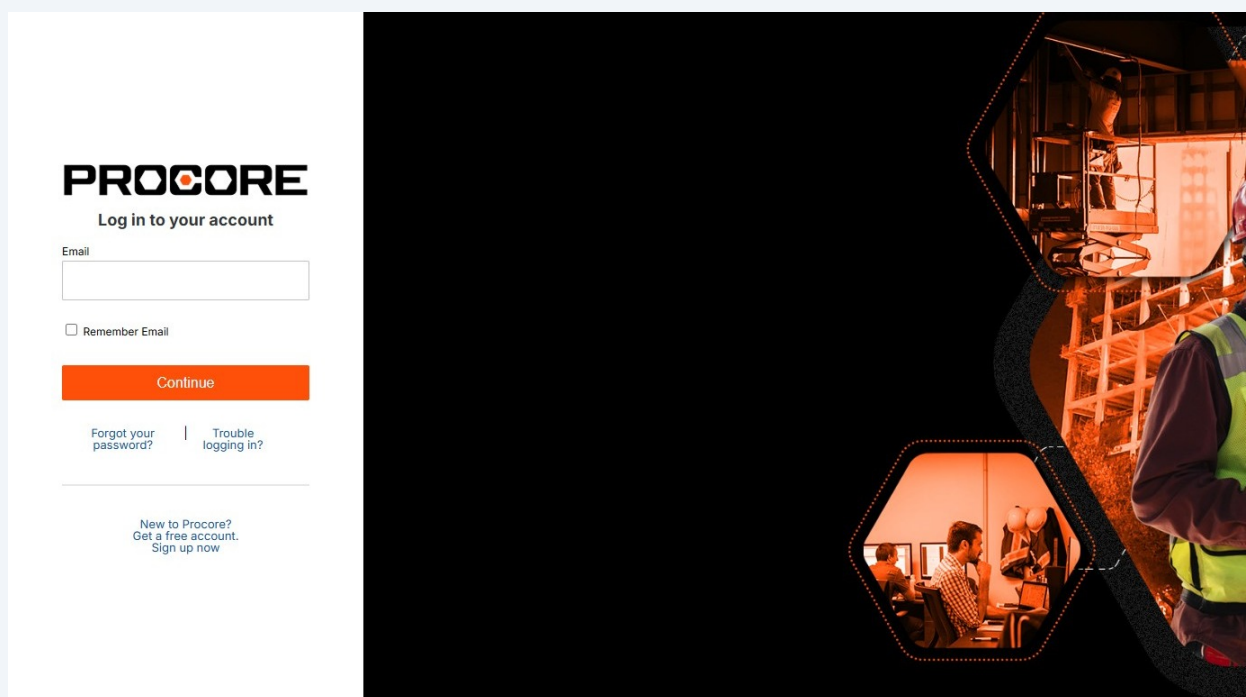 PROCORE
Log in to your account
Email
Remember Email
Continue
Forgot your
password?
|
Trouble
logging in?
New to Procore?
Get a free account.
Sign up now